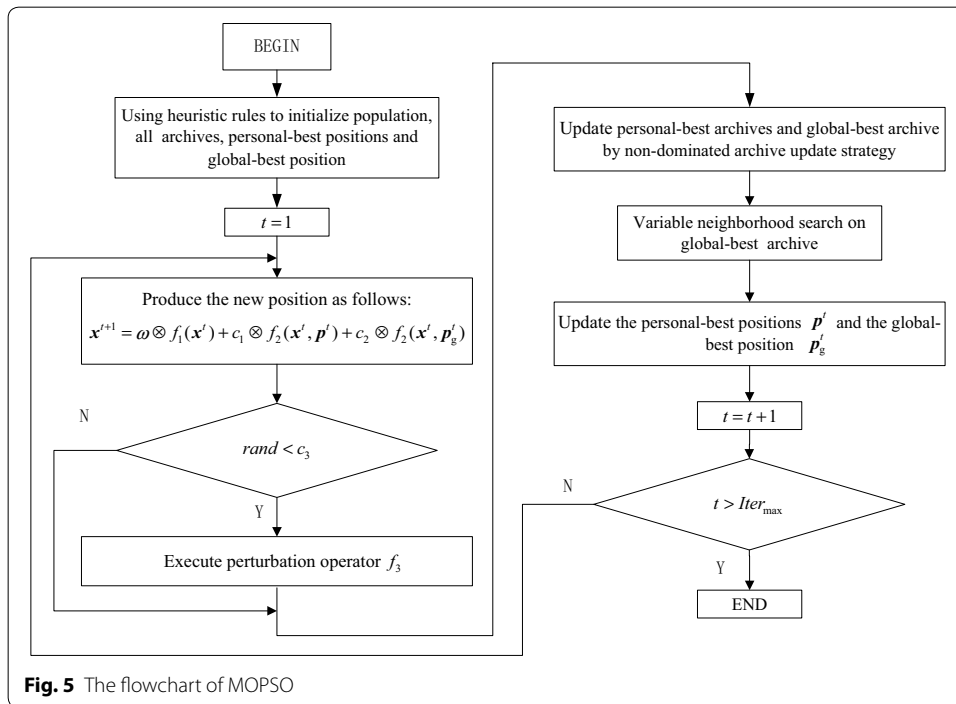 BEGIN
Using heuristic rules to initialize population,
all archives, personal-best positions and
global-best position
t = 1
Produce the new position as follows:
x^{t+1} = ω ⊗ f_1(x^t) + c_1 ⊗ f_2(x^t, p^t) + c_2 ⊗ f_2(x^t, p_g^t)
N
rand < c_3
Y
Execute perturbation operator f_3
Update personal-best archives and global-best archive
by non-dominated archive update strategy
Variable neighborhood search on
global-best archive
Update the personal-best positions p^t and the global-
best position p_g^t
t = t + 1
N
t > Iter_max
Y
END
Fig. 5 The flowchart of MOPSO